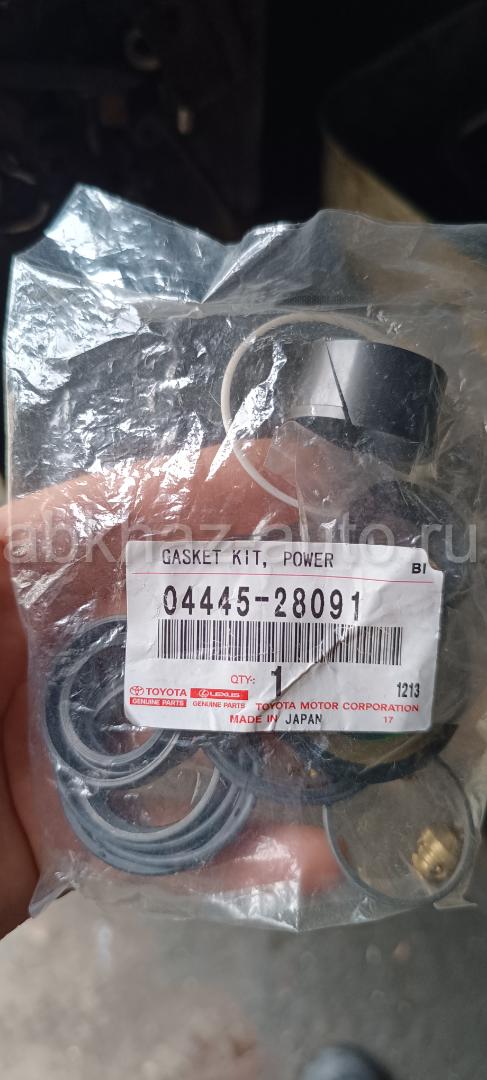 abkhaz-auto.ru
GASKET KIT, POWER
BI
04445-28091
QTY: 1
1213
TOYOTA LEXUS TOYOTA MOTOR CORPORATION
GENUINE PARTS GENUINE PARTS
MADE IN JAPAN 17